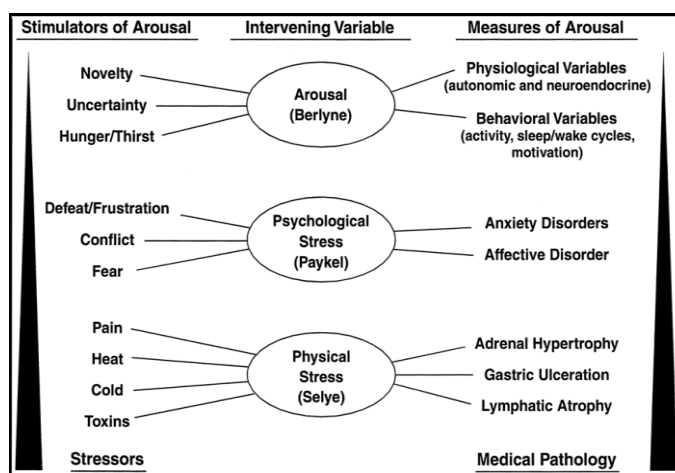 Stimulators of Arousal
Intervening Variable
Measures of Arousal
Novelty
Uncertainty
Hunger/Thirst
Arousal
(Berlyne)
Physiological Variables
(autonomic and neuroendocrine)
Behavioral Variables
(activity, sleep/wake cycles,
motivation)
Defeat/Frustration
Conflict
Fear
Psychological
Stress
(Paykel)
Anxiety Disorders
Affective Disorder
Pain
Heat
Cold
Toxins
Physical
Stress
(Selye)
Adrenal Hypertrophy
Gastric Ulceration
Lymphatic Atrophy
Stressors
Medical Pathology